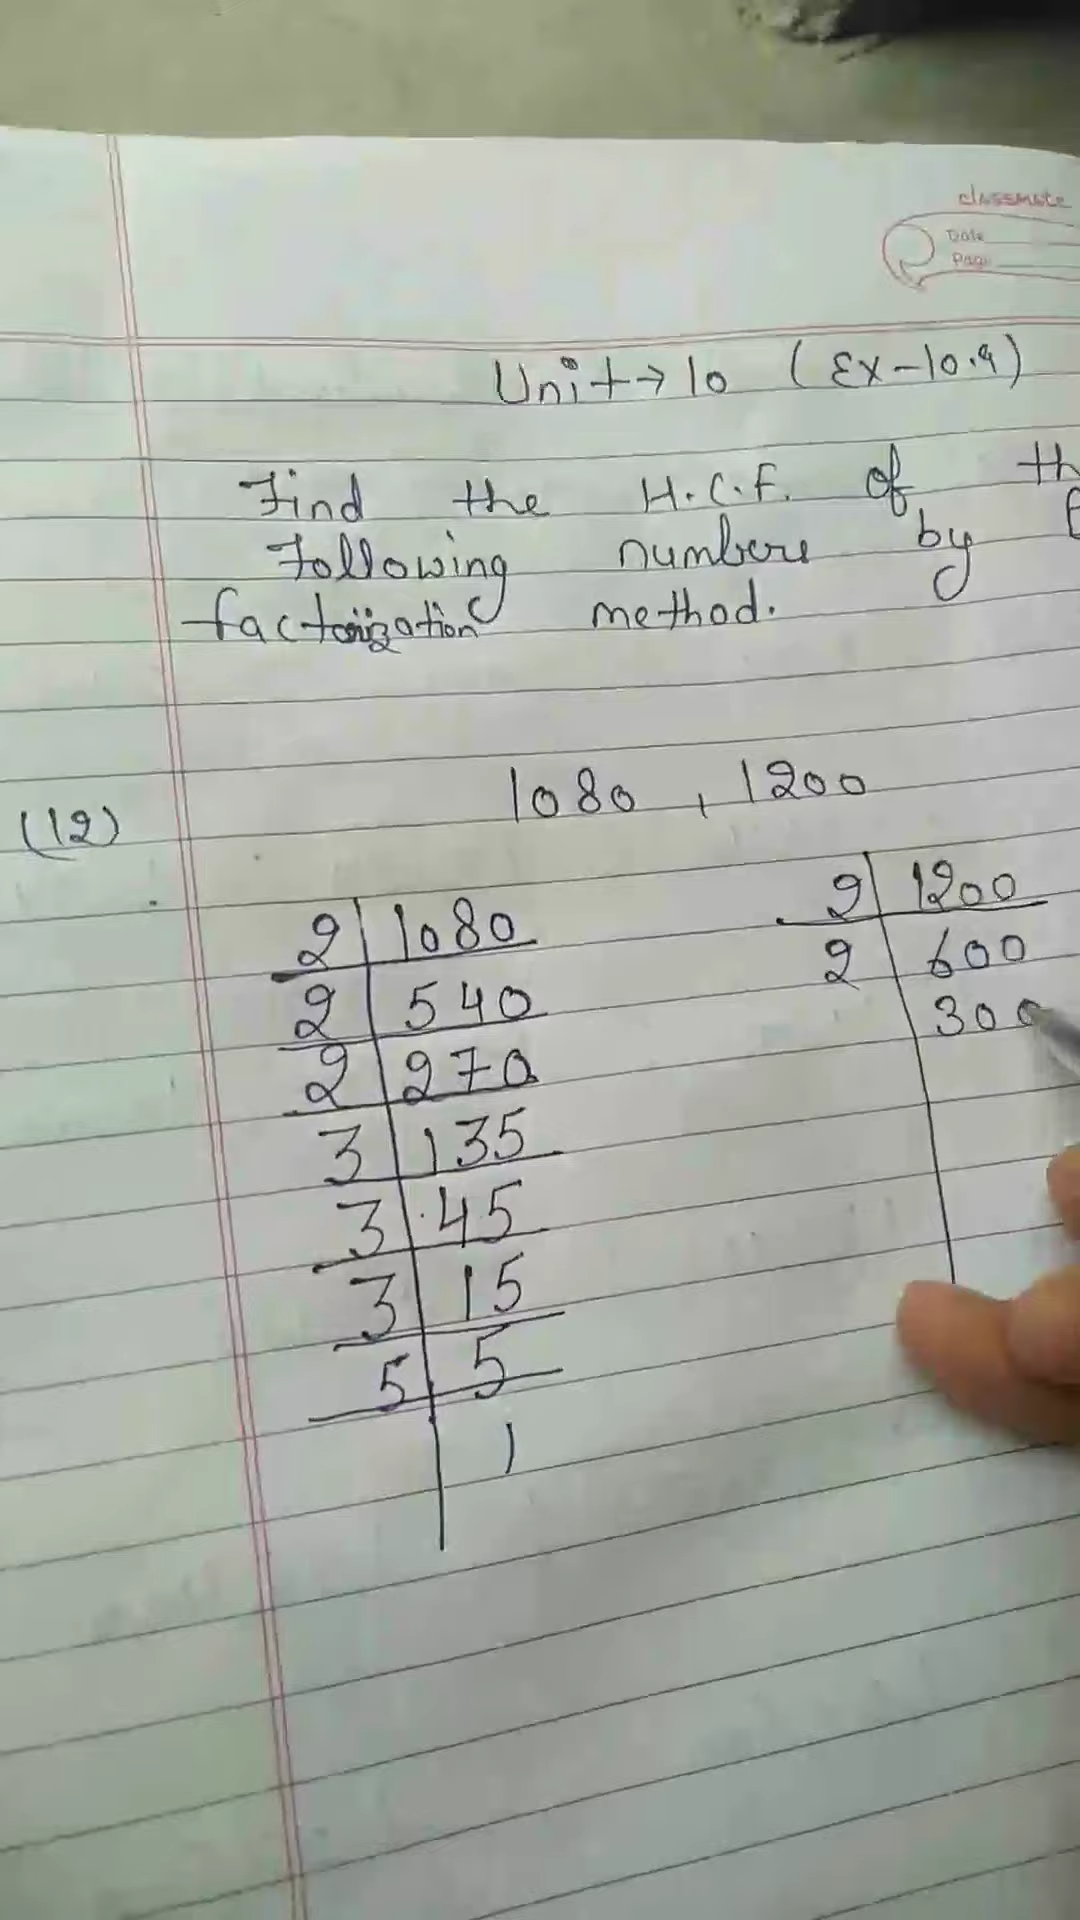 classmate
Date
Page
Unit → 10 (Ex-10.9)
Find the H.C.F. of
following numbers by
factorization method.
(12) 1080, 1200
2 | 1080
2 | 540
2 | 270
3 | 135
3 | 45
3 | 15
5 | 5
1
2 | 1200
2 | 600
300